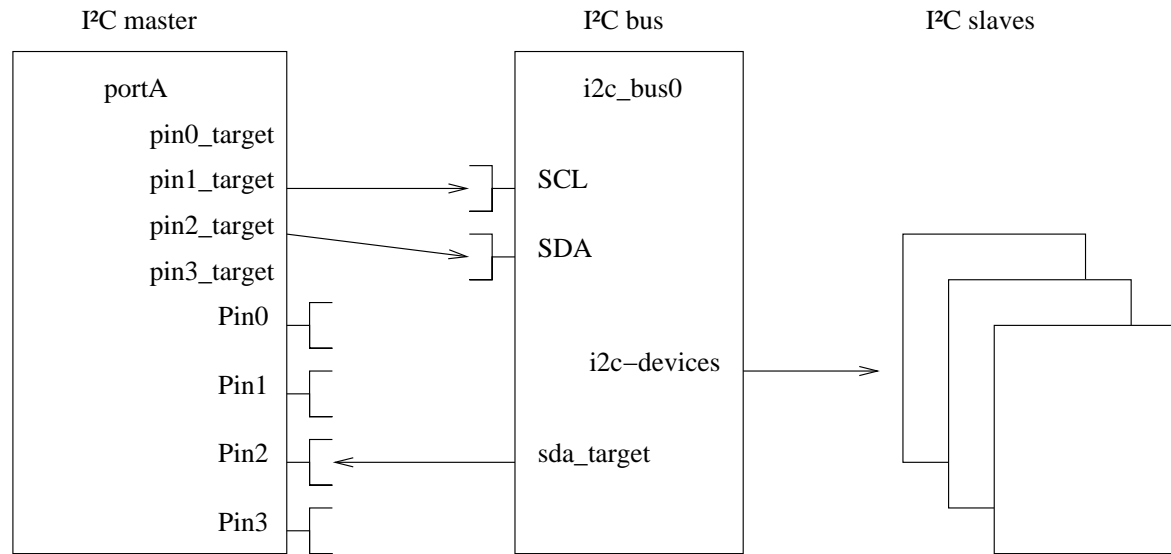 I²C master
I²C bus
I²C slaves
portA
pin0_target
pin1_target
pin2_target
pin3_target
Pin0
Pin1
Pin2
Pin3
i2c_bus0
SCL
SDA
i2c−devices
sda_target